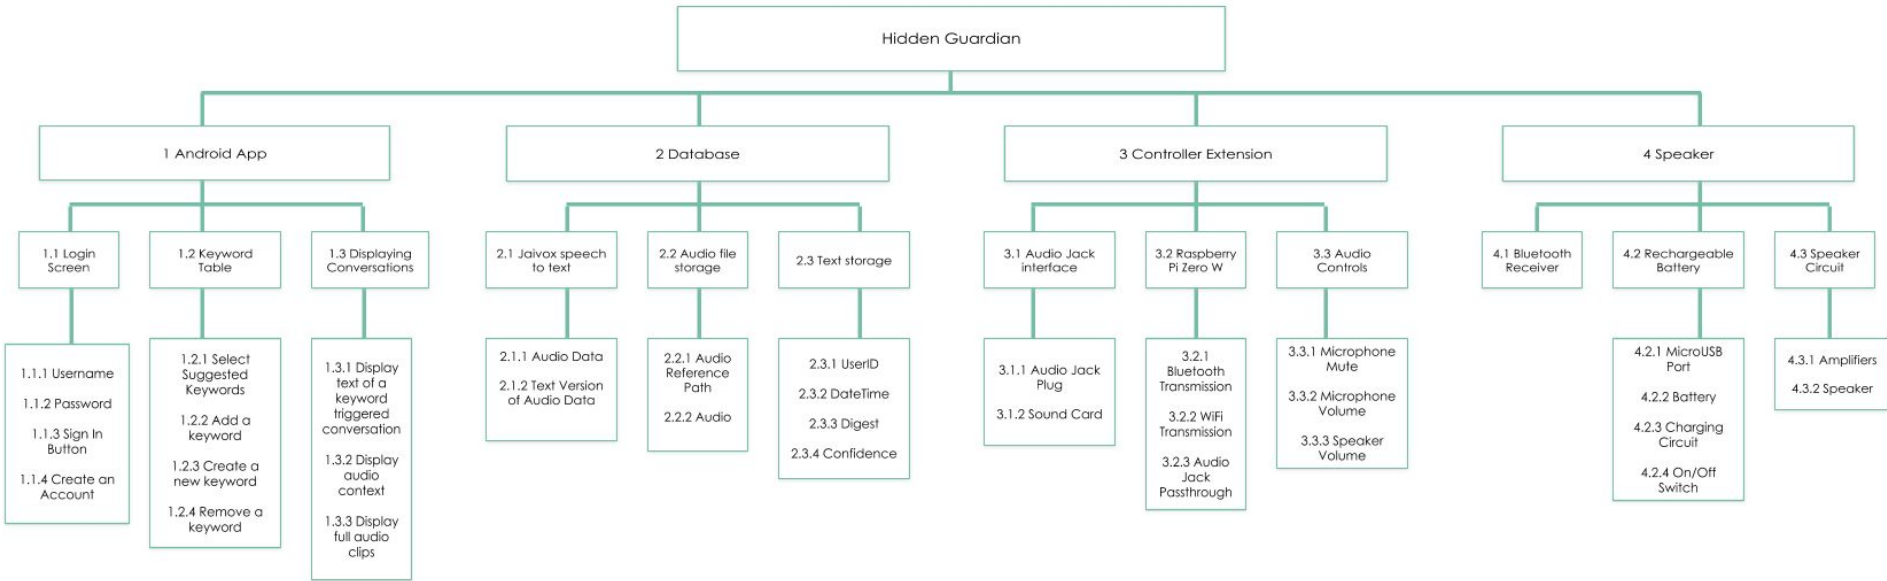 Hidden Guardian
1 Android App
2 Database
3 Controller Extension
4 Speaker
1.1 Login
Screen
1.2 Keyword
Table
1.3 Displaying
Conversations
2.1 Jaivox speech
to text
2.2 Audio file
storage
2.3 Text storage
3.1 Audio Jack
interface
3.2 Raspberry
Pi Zero W
3.3 Audio
Controls
4.1 Bluetooth
Receiver
4.2 Rechargeable
Battery
4.3 Speaker
Circuit
1.1.1 Username
1.1.2 Password
1.1.3 Sign In
Button
1.1.4 Create an
Account
1.2.1 Select
Suggested
Keywords
1.2.2 Add a
keyword
1.2.3 Create a
new keyword
1.2.4 Remove a
keyword
1.3.1 Display
text of a
keyword
triggered
conversation
1.3.2 Display
audio
context
1.3.3 Display
full audio
clips
2.1.1 Audio Data
2.1.2 Text Version
of Audio Data
2.2.1 Audio
Reference
Path
2.2.2 Audio
2.3.1 UserID
2.3.2 DateTime
2.3.3 Digest
2.3.4 Confidence
3.1.1 Audio Jack
Plug
3.1.2 Sound Card
3.2.1
Bluetooth
Transmission
3.2.2 WiFi
Transmission
3.2.3 Audio
Jack
Passthrough
3.3.1 Microphone
Mute
3.3.2 Microphone
Volume
3.3.3 Speaker
Volume
4.2.1 MicroUSB
Port
4.2.2 Battery
4.2.3 Charging
Circuit
4.2.4 On/Off
Switch
4.3.1 Amplifiers
4.3.2 Speaker